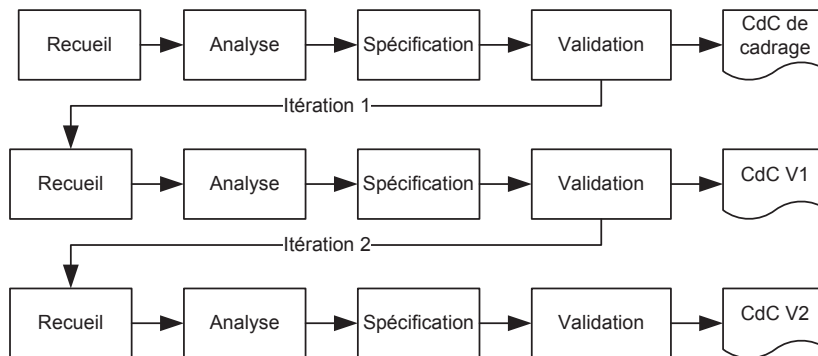 Recueil
Analyse
Spécification
Validation
CdC de
cadrage
Itération 1
Recueil
Analyse
Spécification
Validation
CdC V1
Itération 2
Recueil
Analyse
Spécification
Validation
CdC V2